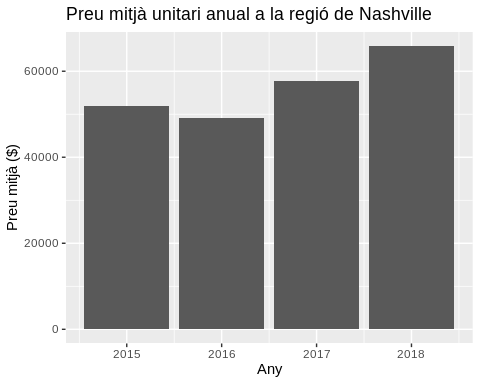 Preu mitjà unitari anual a la regió de Nashville
Preu mitjà ($)
60000
40000
20000
0
2015 2016 2017 2018
Any